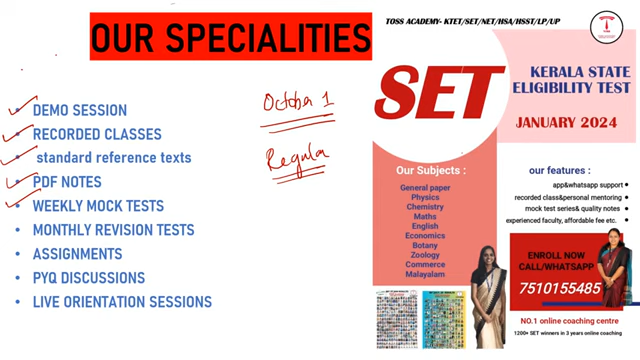 OUR SPECIALITIES
DEMO SESSION
RECORDED CLASSES
standard reference texts
PDF NOTES
WEEKLY MOCK TESTS
MONTHLY REVISION TESTS
ASSIGNMENTS
PYQ DISCUSSIONS
LIVE ORIENTATION SESSIONS
October 1
Regular
TOSS ACADEMY- KTET/SET/NET/HSA/HSST/LP/UP
SET
KERALA STATE
ELIGIBILITY TEST
JANUARY 2024
Our Subjects :
General paper
Physics
Chemistry
Maths
English
Economics
Botany
Zoology
Commerce
Malayalam
our features :
app&whatsapp support
recorded class&personal mentoring
mock test series& quality notes
experienced faculty, affordable fee etc.
ENROLL NOW
CALL/WHATSAPP
7510155485
NO.1 online coaching centre
1200+ SET winners in 3 years online coaching